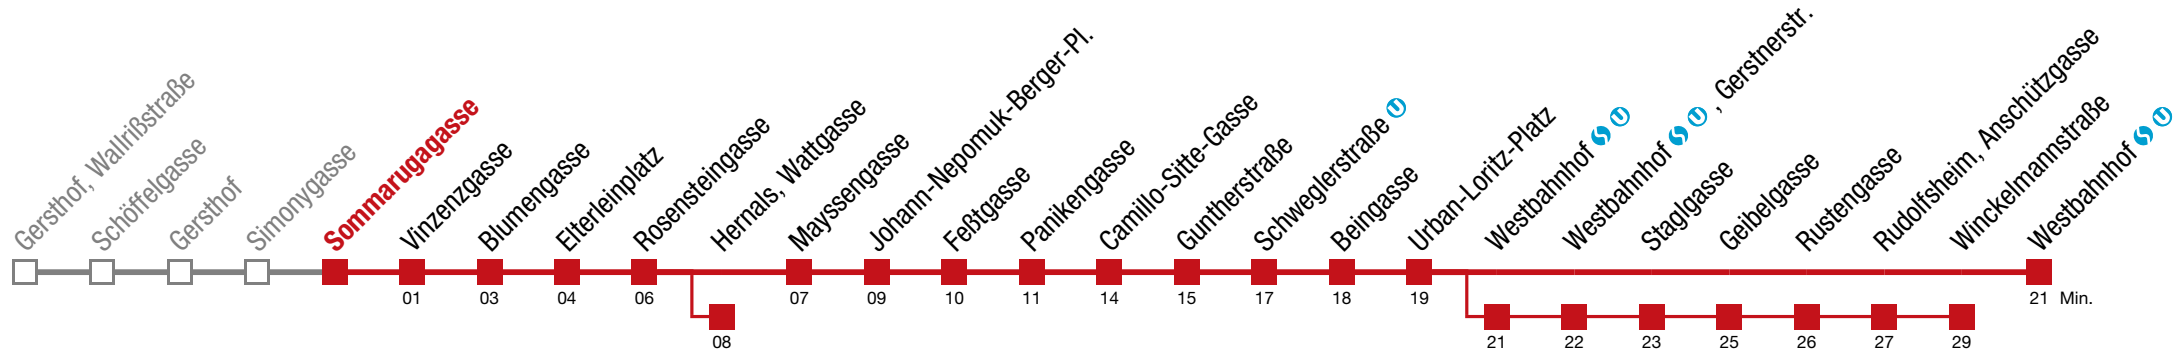 Gersthof, Wallrißstraße
Schöffelgasse
Gersthof
Simonygasse
Sommarugagasse
Vinzenzgasse
Blumengasse
Elterleinplatz
Rosensteingasse
Hernals, Wattgasse
Mayssengasse
Johann-Nepomuk-Berger-Pl.
Feßtgasse
Panikengasse
Camillo-Sitte-Gasse
Guntherstraße
Schweglerstraße U
Beingasse
Urban-Loritz-Platz
Westbahnhof S U
Westbahnhof S U , Gerstnerstr.
Staglgasse
Geibelgasse
Rustengasse
Rudolfsheim, Anschützgasse
Winckelmannstraße
Westbahnhof S U
01 03 04 06 07 09 10 11 14 15 17 18 19 21 Min.
08 21 22 23 25 26 27 29